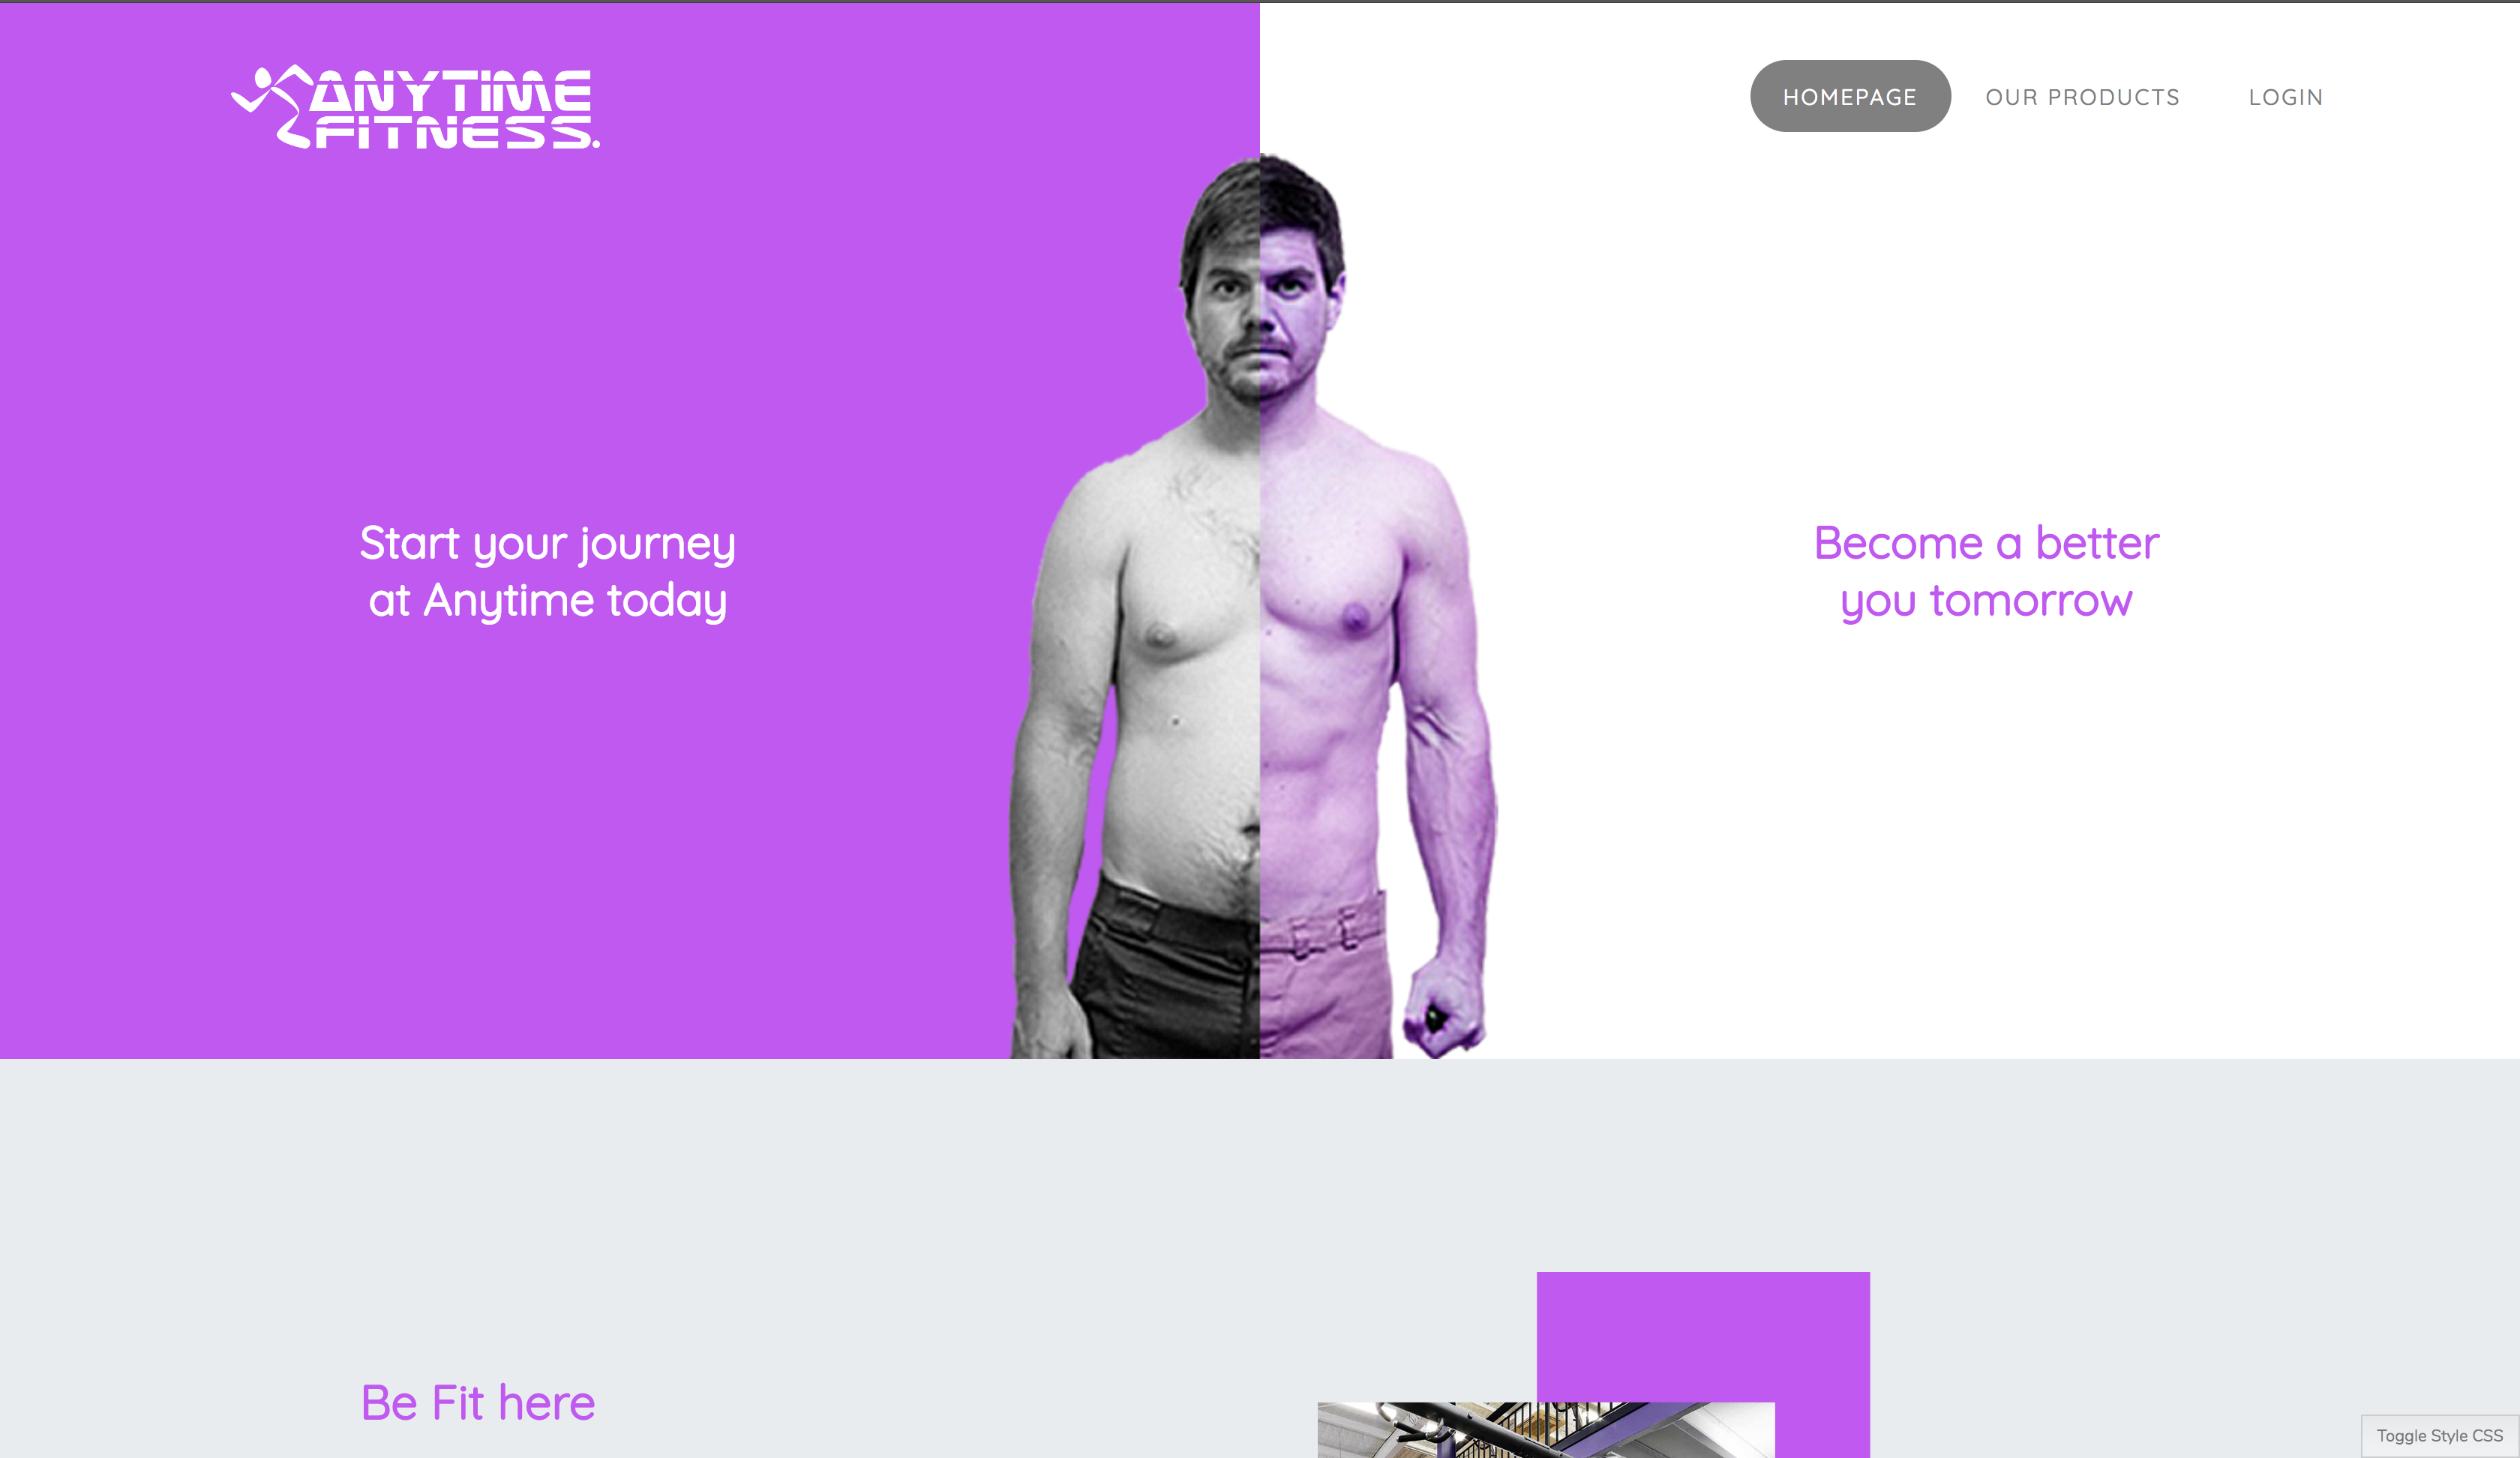 ANYTIME
FITNESS.
HOMEPAGE
OUR PRODUCTS
LOGIN
Start your journey
at Anytime today
Become a better
you tomorrow
Be Fit here
Toggle Style CSS